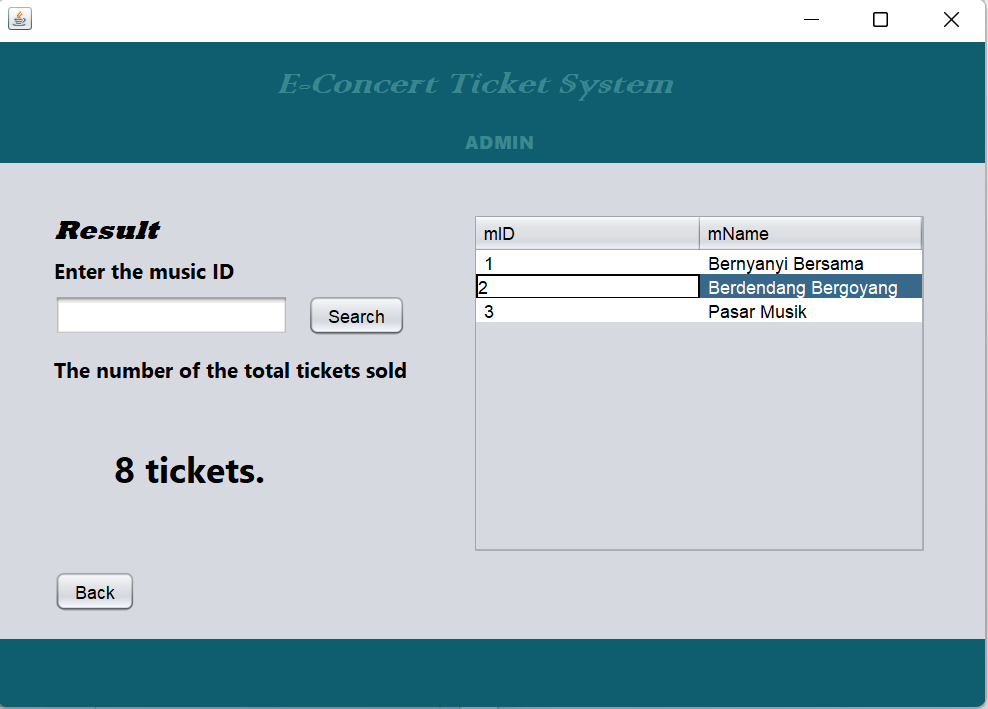 E-Concert Ticket System
ADMIN
Result
Enter the music ID
Search
The number of the total tickets sold
8 tickets.
Back
mID mName
1 Bernyanyi Bersama
2 Berdendang Bergoyang
3 Pasar Musik